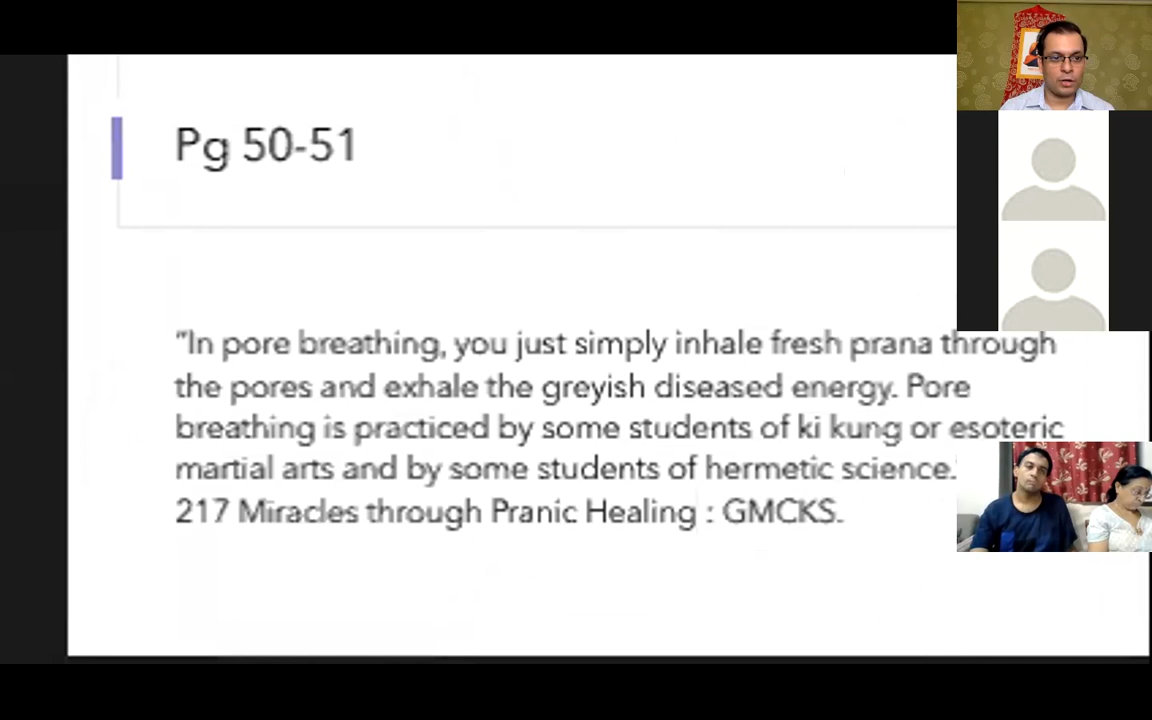 Pg 50-51
"In pore breathing, you just simply inhale fresh prana through
the pores and exhale the greyish diseased energy. Pore
breathing is practiced by some students of ki kung or esoteric
martial arts and by some students of hermetic science.
217 Miracles through Pranic Healing : GMCKS.